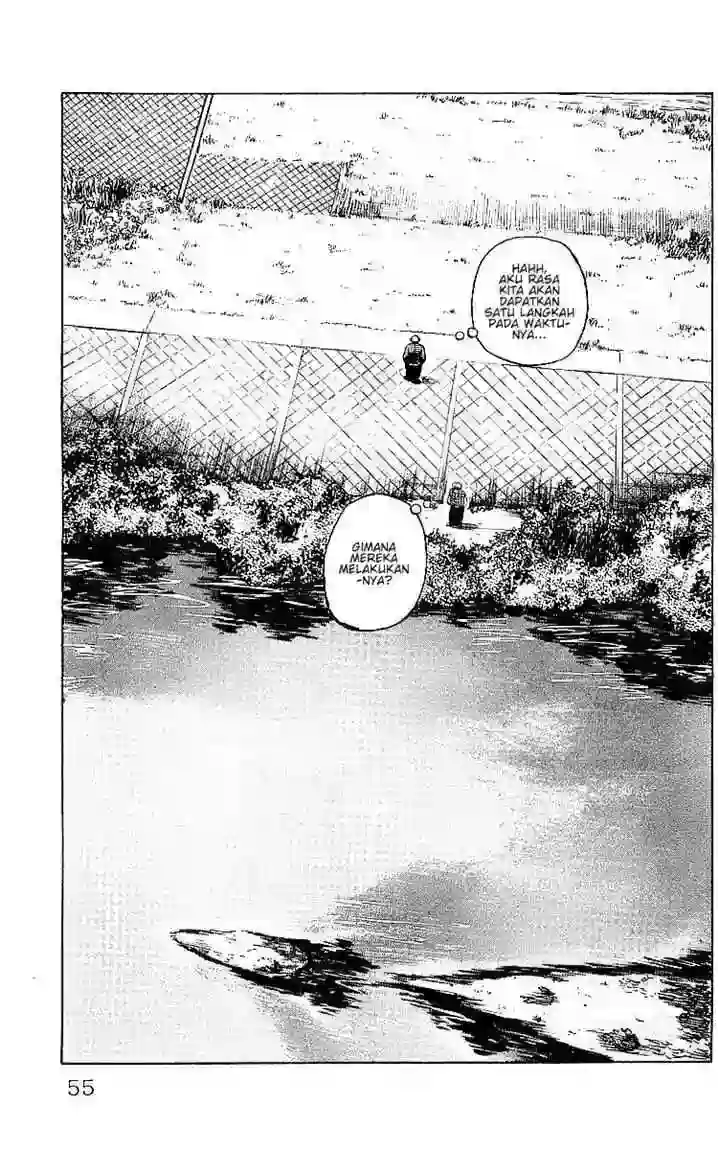 HAHH,
AKU RASA
KITA AKAN
DAPATKAN
SATU LANGKAH
PADA WAKTU-
NYA...
GIMANA
MEREKA
MELAKUKAN
-NYA?
55